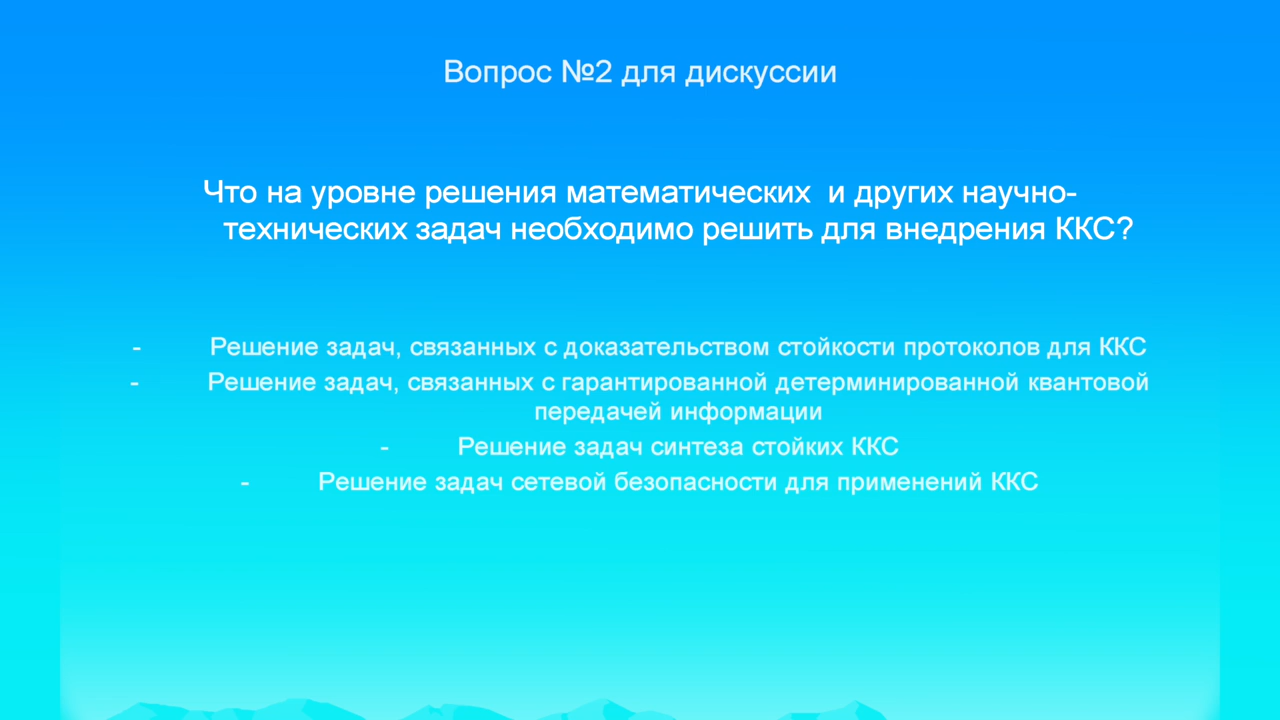 Вопрос №2 для дискуссии
Что на уровне решения математических и других научно-
технических задач необходимо решить для внедрения ККС?
- Решение задач, связанных с доказательством стойкости протоколов для ККС
- Решение задач, связанных с гарантированной детерминированной квантовой
передачей информации
- Решение задач синтеза стойких ККС
- Решение задач сетевой безопасности для применений ККС